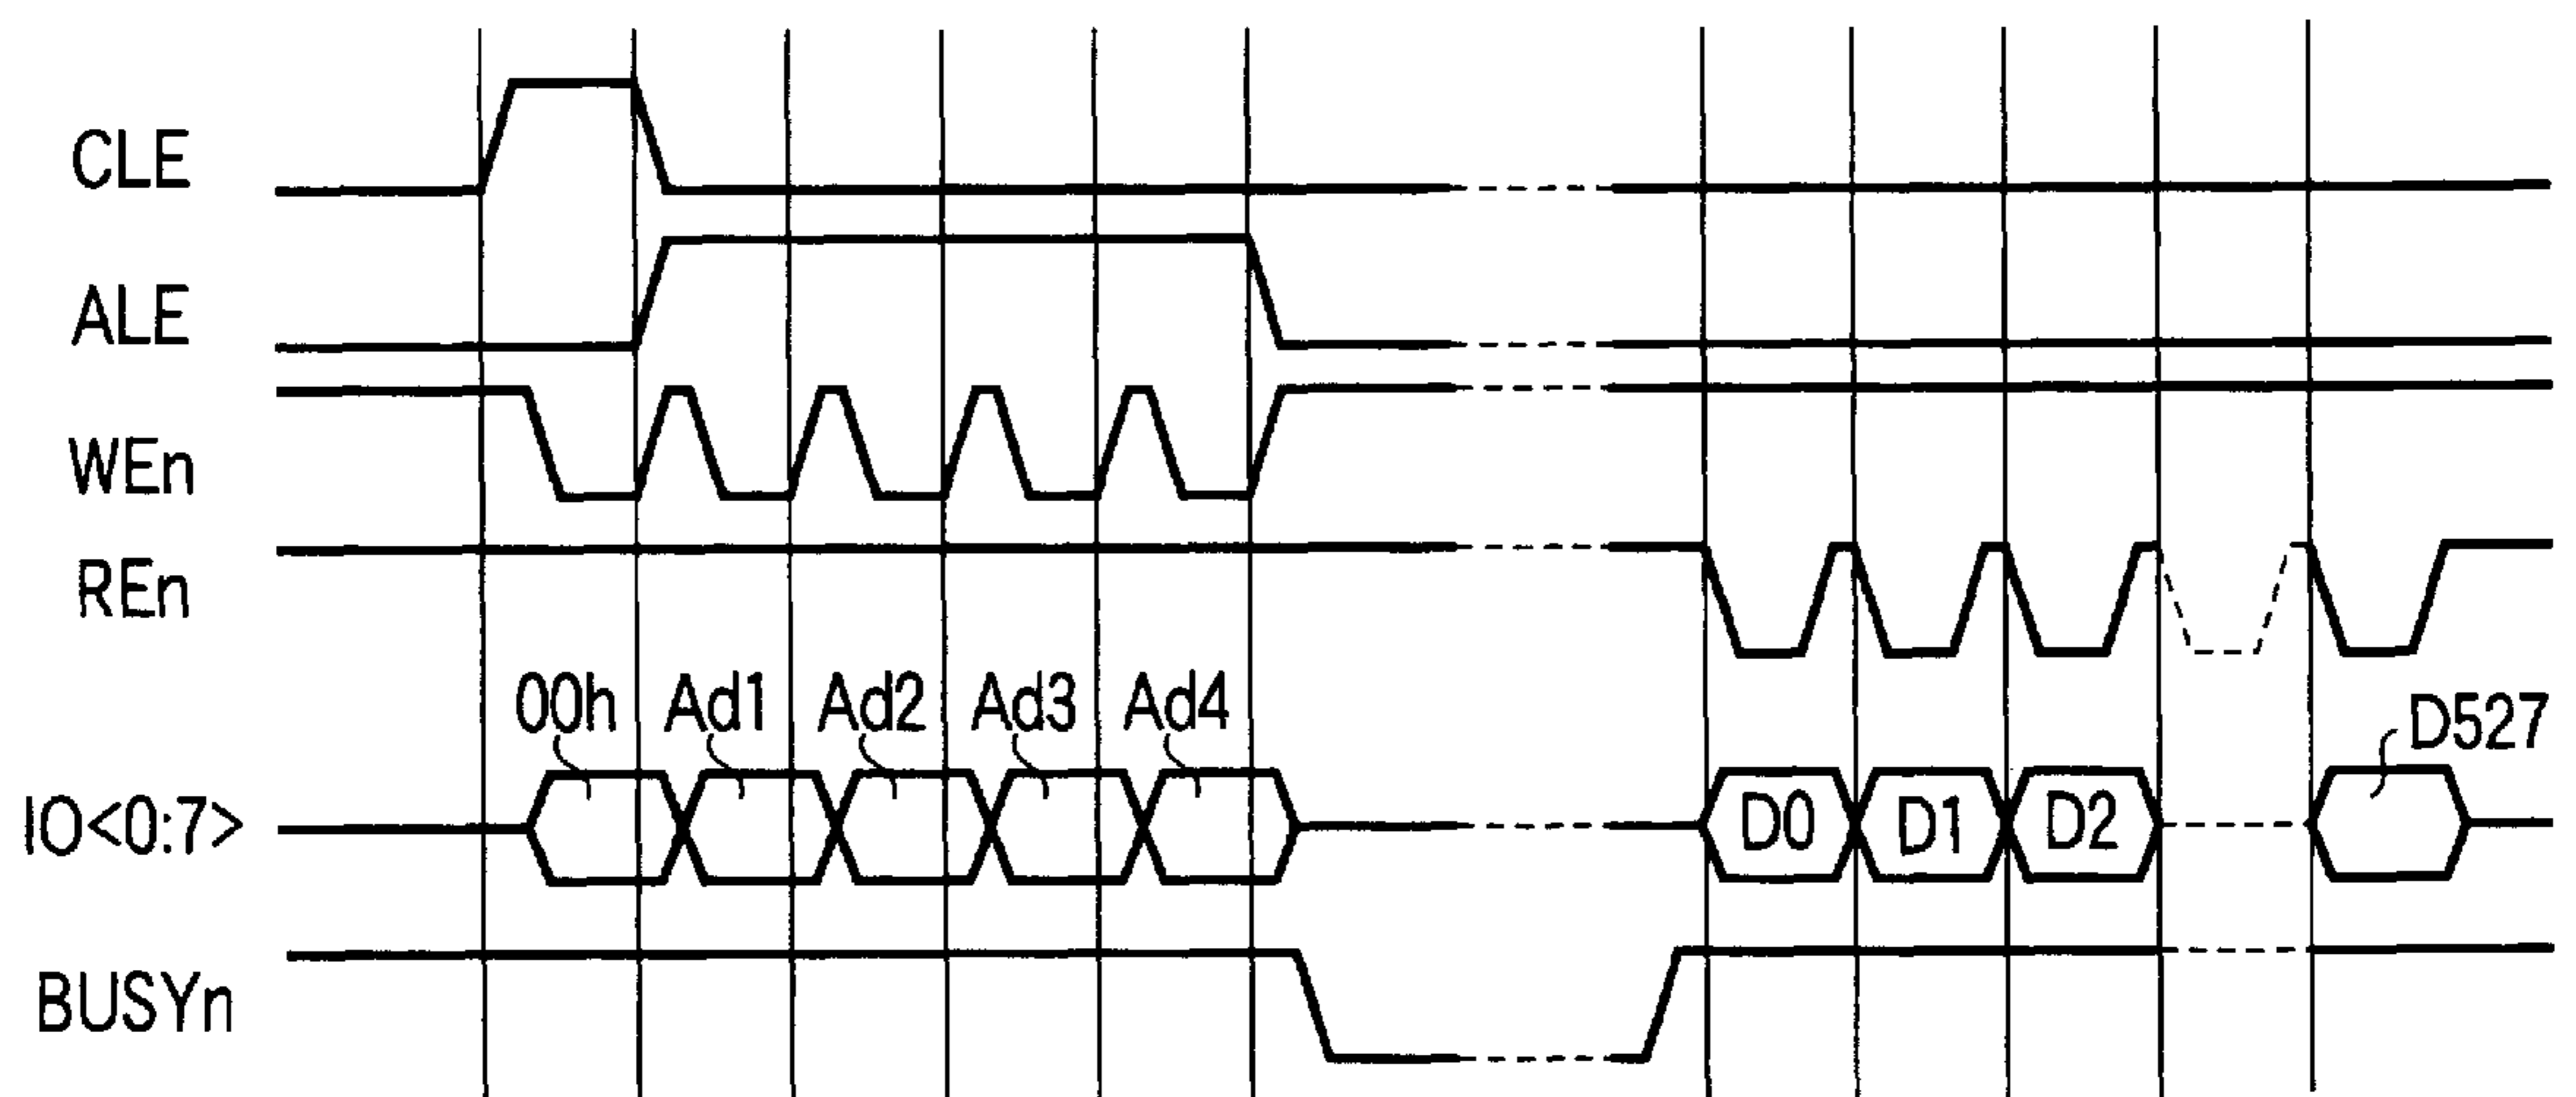 CLE
ALE
WEn
REn
00h Ad1 Ad2 Ad3 Ad4
D527
IO<0:7> D0 D1 D2
BUSYn